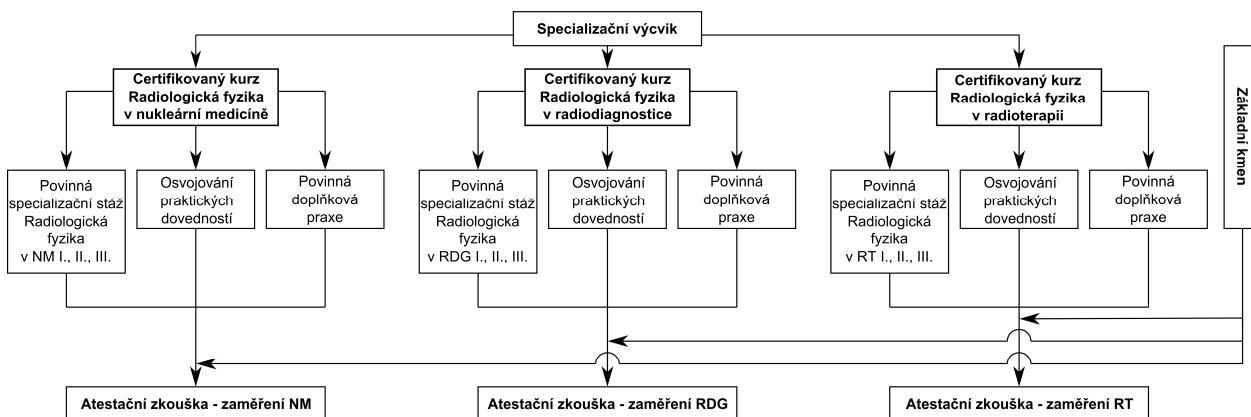 Specializační výcvik
Certifikovaný kurz
Radiologická fyzika
v nukleární medicíně
Certifikovaný kurz
Radiologická fyzika
v radiodiagnostice
Certifikovaný kurz
Radiologická fyzika
v radioterapii
Základní kmen
Povinná
specializační stáž
Radiologická
fyzika
v NM I., II., III.
Osvojování
praktických
dovedností
Povinná
doplňková
praxe
Povinná
specializační stáž
Radiologická
fyzika
v RDG I., II., III.
Osvojování
praktických
dovedností
Povinná
doplňková
praxe
Povinná
specializační stáž
Radiologická
fyzika
v RT I., II., III.
Osvojování
praktických
dovedností
Povinná
doplňková
praxe
Atestační zkouška - zaměření NM
Atestační zkouška - zaměření RDG
Atestační zkouška - zaměření RT